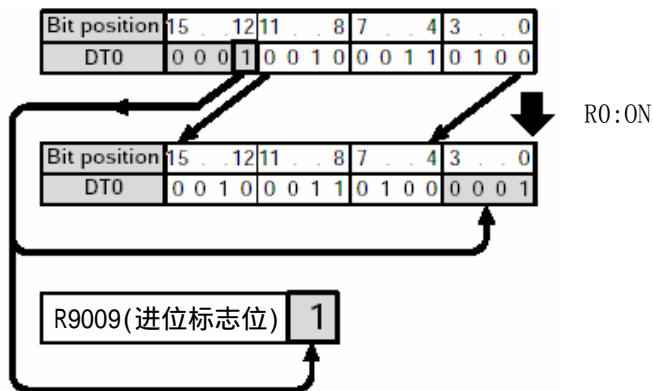 Bit position 15 . . 12 11 . . 8 7 . . 4 3 . . 0
DT0 0 0 0 1 0 0 1 0 0 0 1 1 0 1 0 0
R0:ON
Bit position 15 . . 12 11 . . 8 7 . . 4 3 . . 0
DT0 0 0 1 0 0 0 1 1 0 1 0 0 0 0 0 1
R9009(进位标志位) 1